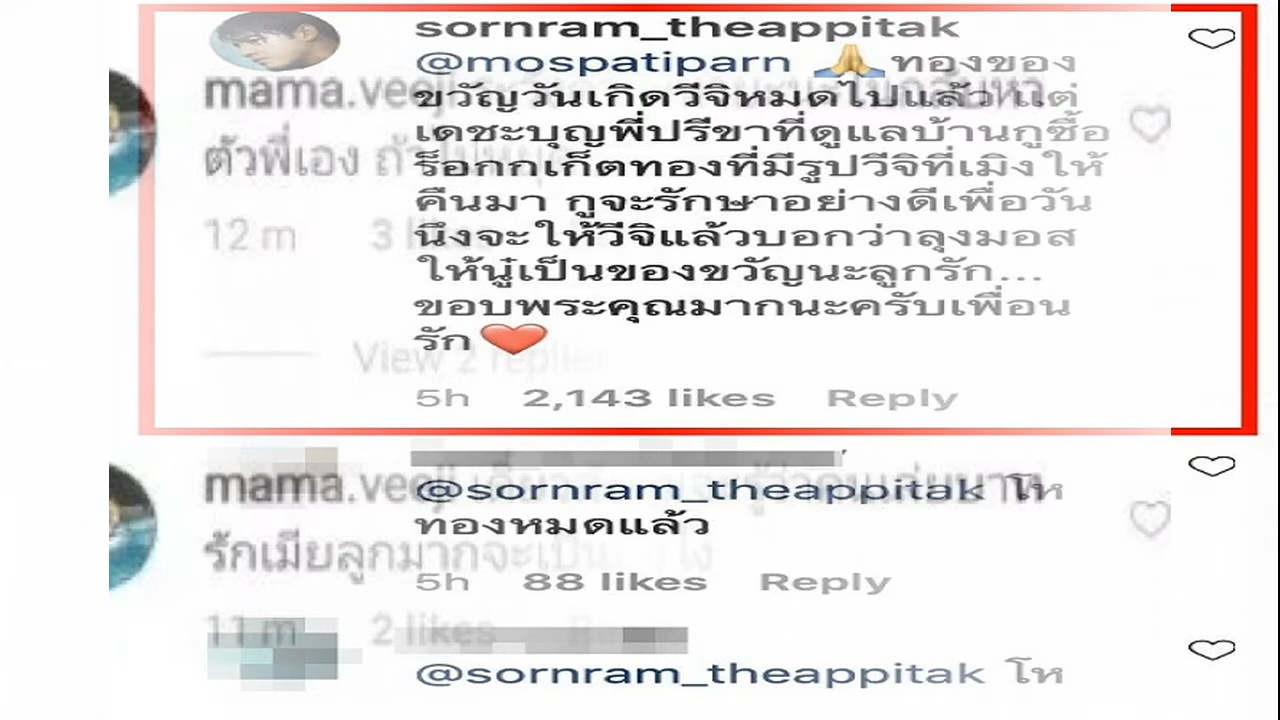 sornram_theappitak
@mospatiparn 🙏ทองของ
ขวัญวันเกิดวีจิหมดไปแล้ว แต่
เดชะบุญพี่ปรีขาที่ดูแลบ้านกูซื้อ
ร็อกกเก็ตทองที่มีรูปวีจิที่เมิงให้
คืนมา กูจะรักษาอย่างดีเพื่อวัน
นึงจะให้วีจิแล้วบอกว่าลุงมอส
ให้นู๋เป็นของขวัญนะลูกรัก...
ขอบพระคุณมากนะครับเพื่อน
รัก ❤️
5h 2,143 likes Reply
mama.veeji
ตัวพี่เอง
12 m 3 likes
View 2 replies
@sornram_theappitak โห
ทองหมดแล้ว
5h 88 likes Reply
mama.veeji
รักเมียลูกมากจะเป็น
11 m 2 likes
@sornram_theappitak โห